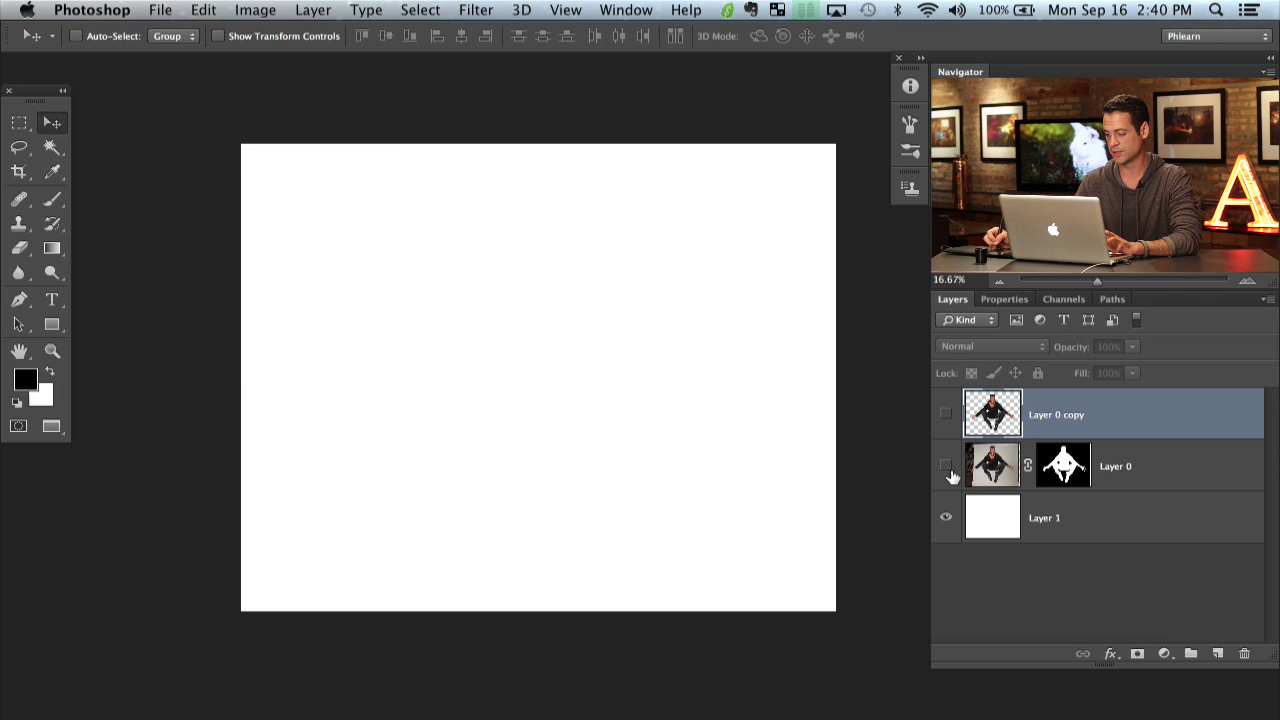 Photoshop File Edit Image Layer Type Select Filter 3D View Window Help 100% Mon Sep 16 2:40 PM
Auto-Select: Group Show Transform Controls 3D Mode: Phlearn
Navigator
A
16.67%
Layers Properties Channels Paths
Kind
Normal Opacity: 100%
Lock: Fill: 100%
Layer 0 copy
Layer 0
Layer 1
fx